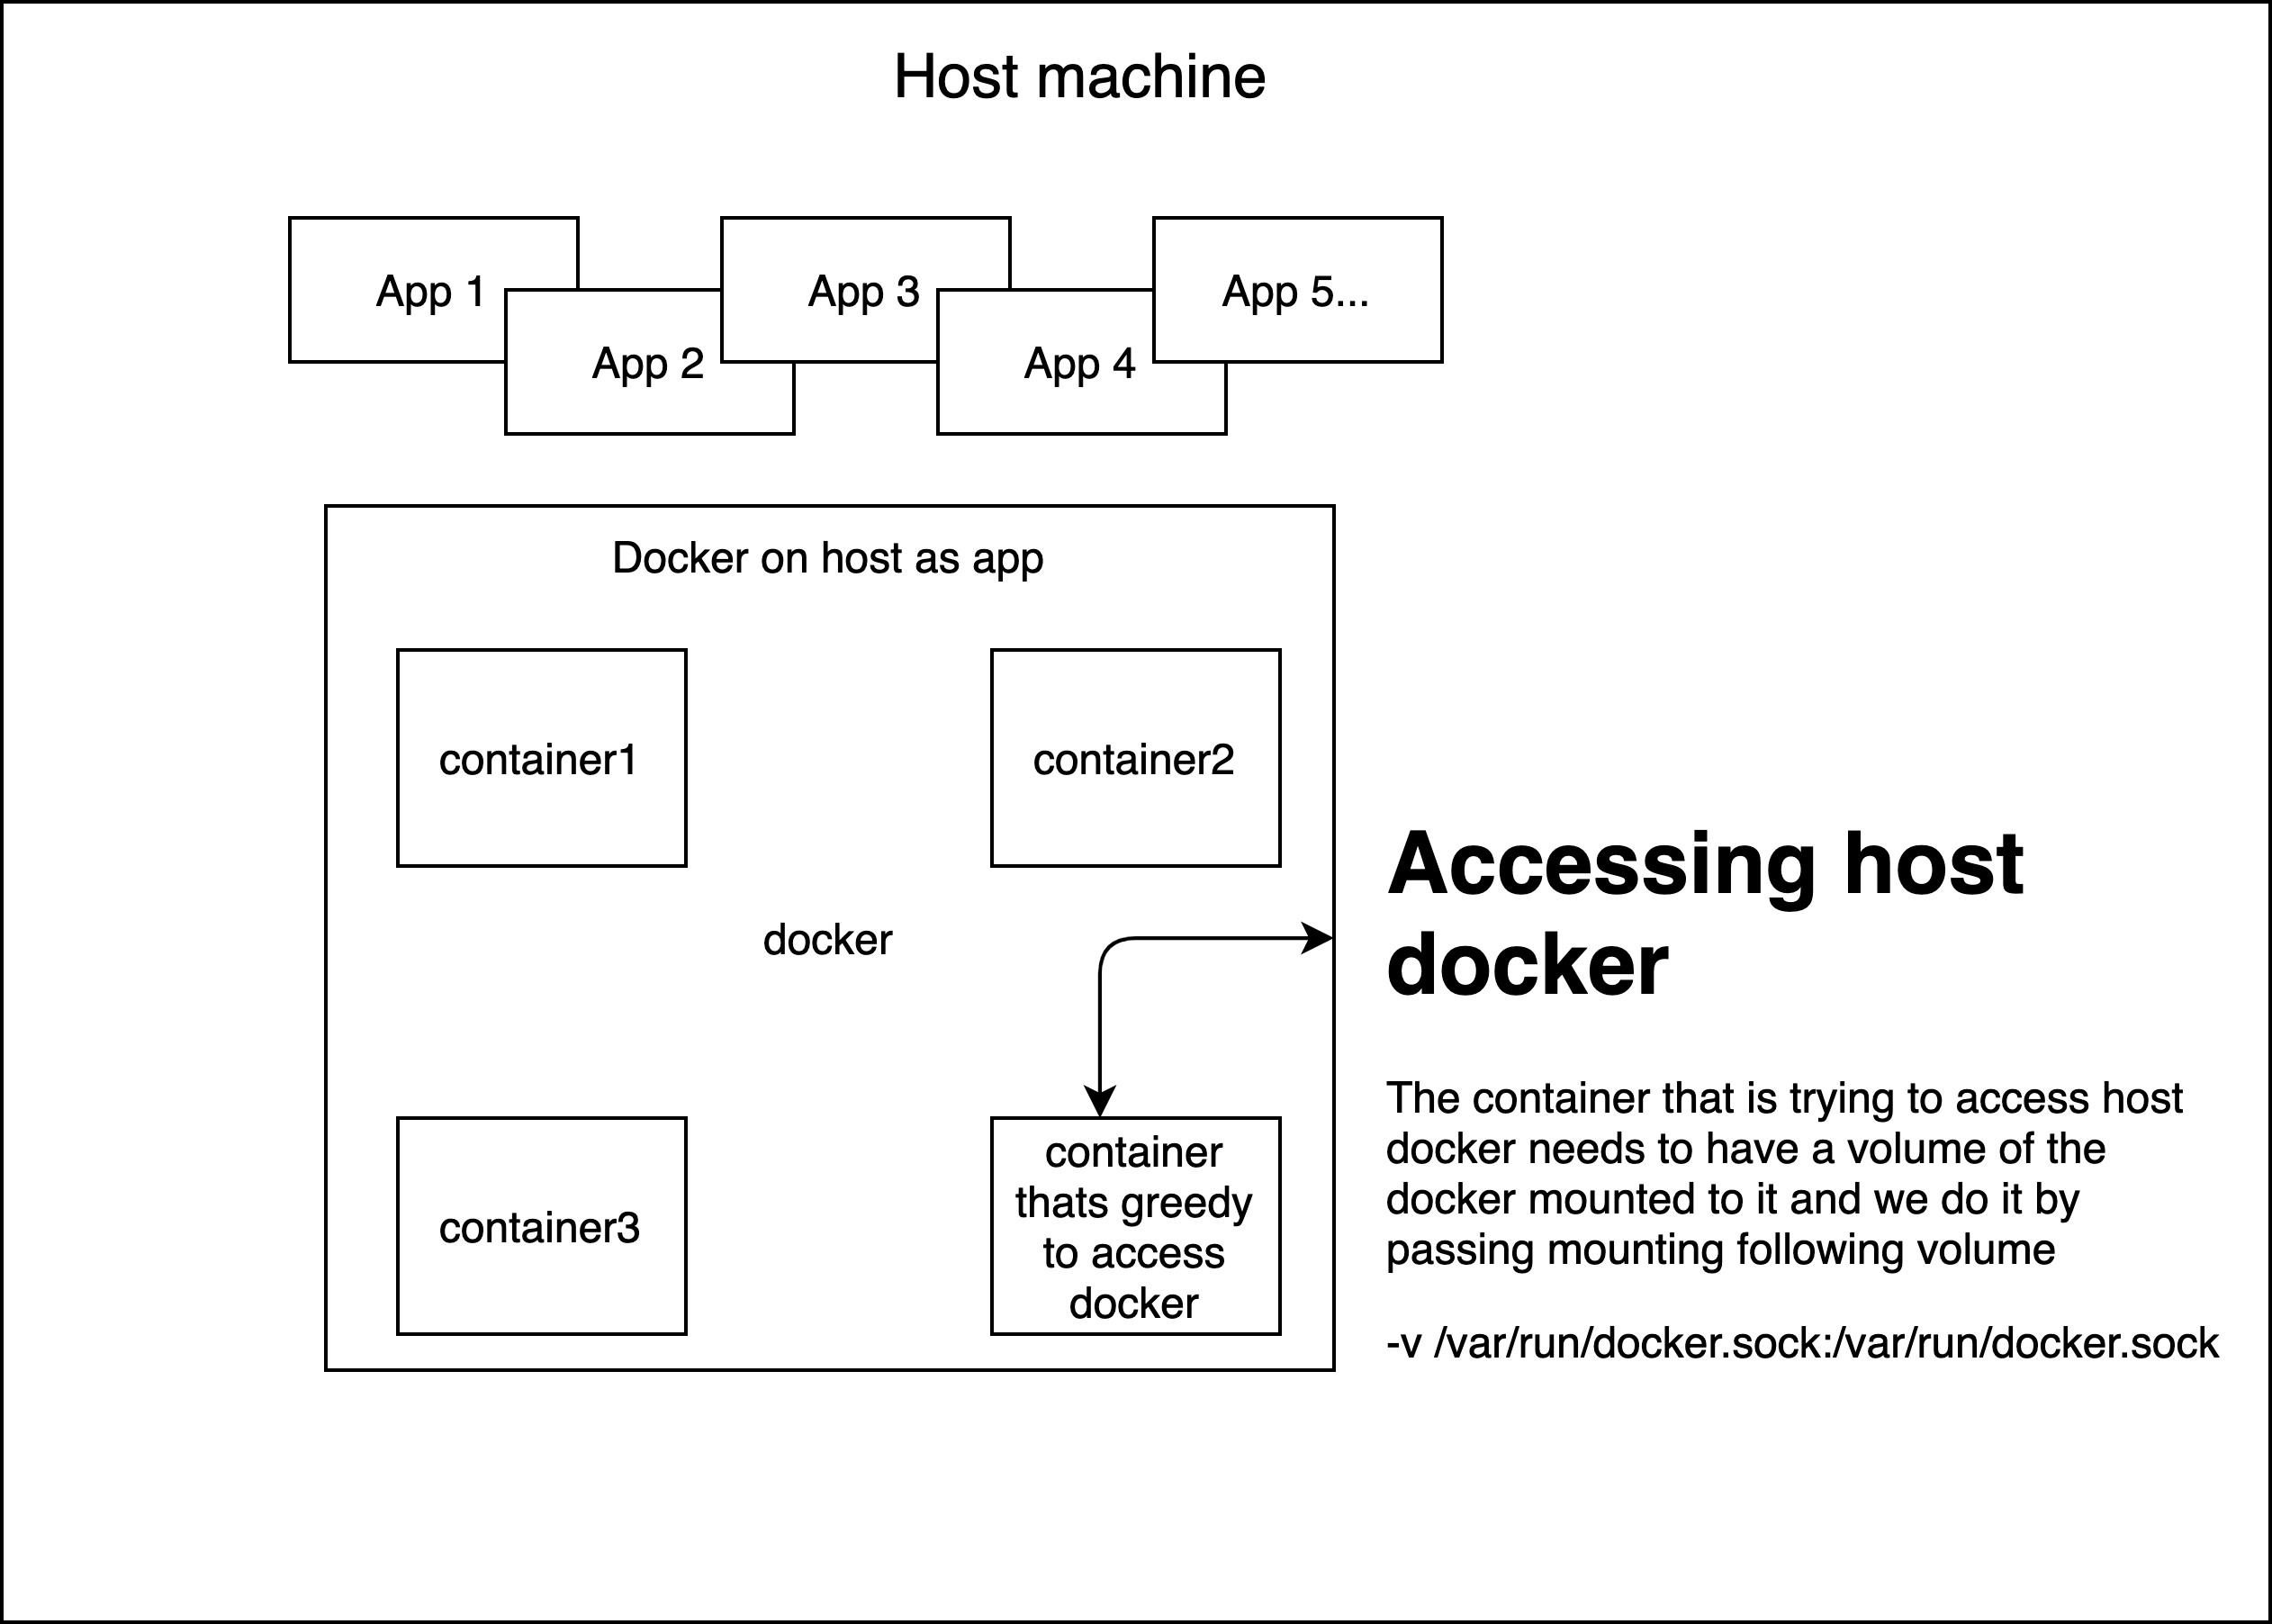 Host machine
App 1
App 2
App 3
App 4
App 5...
Docker on host as app
container1
container2
docker
container3
container
thats greedy
to access
docker
Accessing host
docker
The container that is trying to access host
docker needs to have a volume of the
docker mounted to it and we do it by
passing mounting following volume
-v /var/run/docker.sock:/var/run/docker.sock